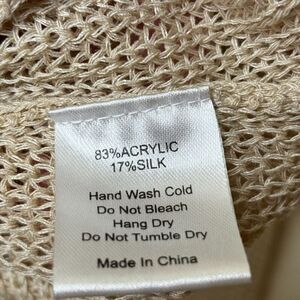 83%ACRYLIC
17%SILK
Hand Wash Cold
Do Not Bleach
Hang Dry
Do Not Tumble Dry
Made In China